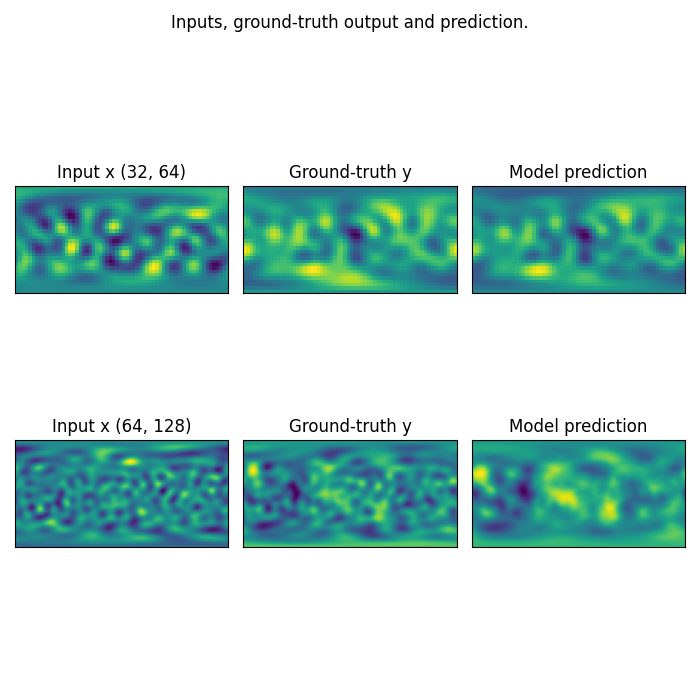 Inputs, ground-truth output and prediction.
Input x (32, 64)
Ground-truth y
Model prediction
Input x (64, 128)
Ground-truth y
Model prediction